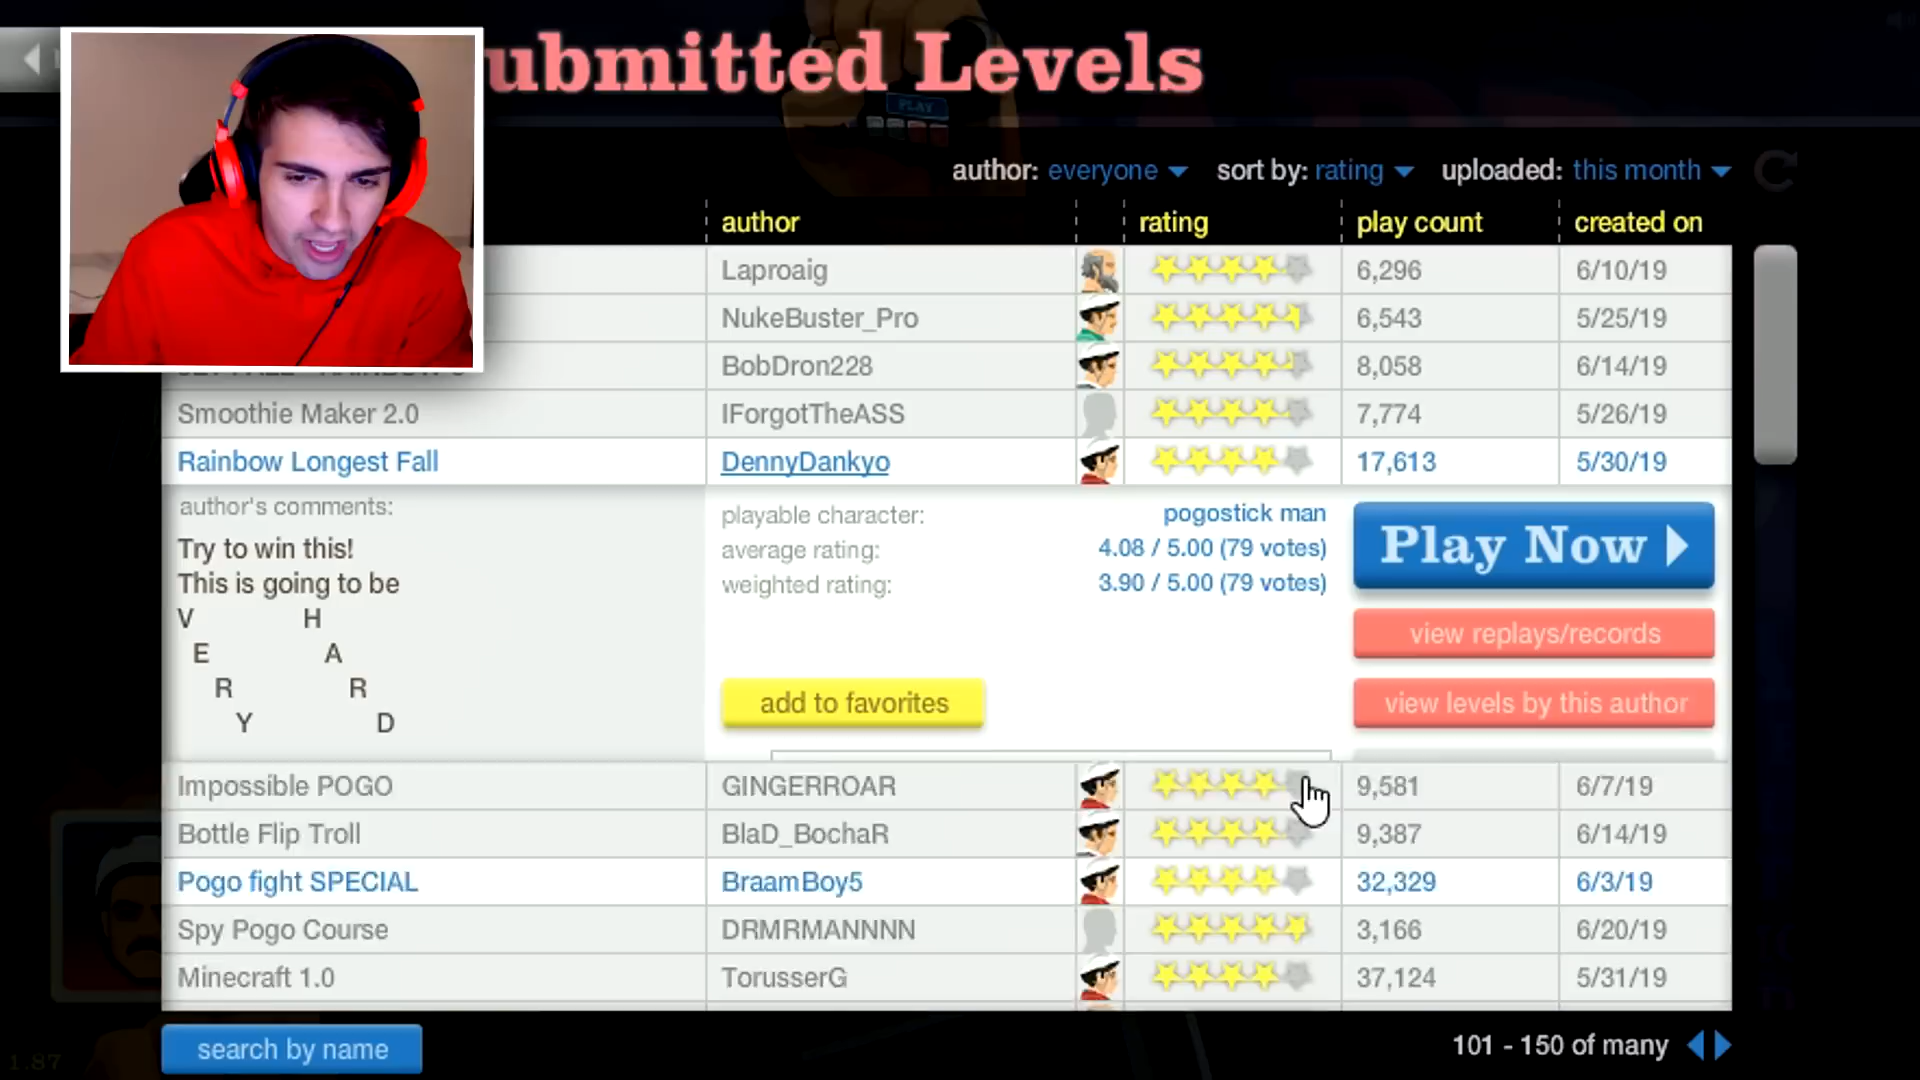 ubmitted Levels
PLAY
author: everyone sort by: rating uploaded: this month
author rating play count created on
Laproaig 6,296 6/10/19
NukeBuster_Pro 6,543 5/25/19
BobDron228 8,058 6/14/19
Smoothie Maker 2.0 IForgotTheASS 7,774 5/26/19
Rainbow Longest Fall DennyDankyo 17,613 5/30/19
author's comments:
Try to win this!
This is going to be
V H
E A
R R
Y D
playable character: pogostick man
average rating: 4.08 / 5.00 (79 votes)
weighted rating: 3.90 / 5.00 (79 votes)
add to favorites
Play Now
view replays/records
view levels by this author
Impossible POGO GINGERROAR 9,581 6/7/19
Bottle Flip Troll BlaD_BochaR 9,387 6/14/19
Pogo fight SPECIAL BraamBoy5 32,329 6/3/19
Spy Pogo Course DRMRMANNNN 3,166 6/20/19
Minecraft 1.0 TorusserG 37,124 5/31/19
search by name
101 - 150 of many
1.87